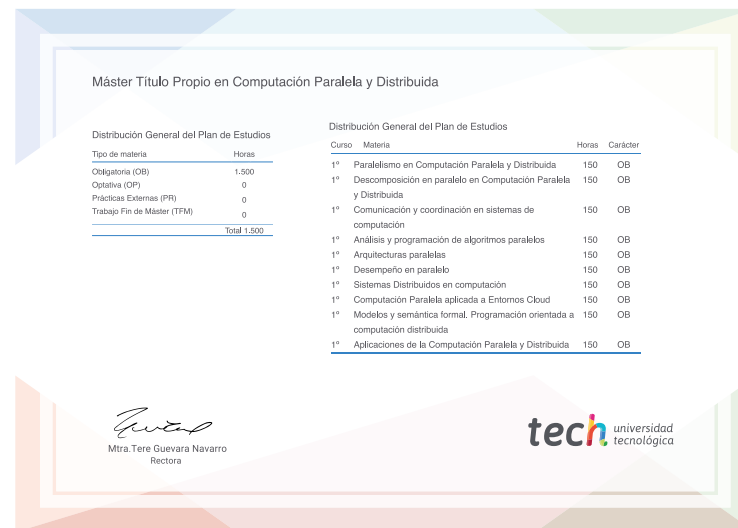 Máster Título Propio en Computación Paralela y Distribuida
Distribución General del Plan de Estudios
Tipo de materia Horas
Obligatoria (OB) 1.500
Optativa (OP) 0
Prácticas Externas (PR) 0
Trabajo Fin de Máster (TFM) 0
Total 1.500
Distribución General del Plan de Estudios
Curso Materia Horas Carácter
1º Paralelismo en Computación Paralela y Distribuida 150 OB
1º Descomposición en paralelo en Computación Paralela 150 OB
y Distribuida
1º Comunicación y coordinación en sistemas de 150 OB
computación
1º Análisis y programación de algoritmos paralelos 150 OB
1º Arquitecturas paralelas 150 OB
1º Desempeño en paralelo 150 OB
1º Sistemas Distribuidos en computación 150 OB
1º Computación Paralela aplicada a Entornos Cloud 150 OB
1º Modelos y semántica formal. Programación orientada a 150 OB
computación distribuida
1º Aplicaciones de la Computación Paralela y Distribuida 150 OB
Mtra.Tere Guevara Navarro
Rectora
tech universidad
tecnológica